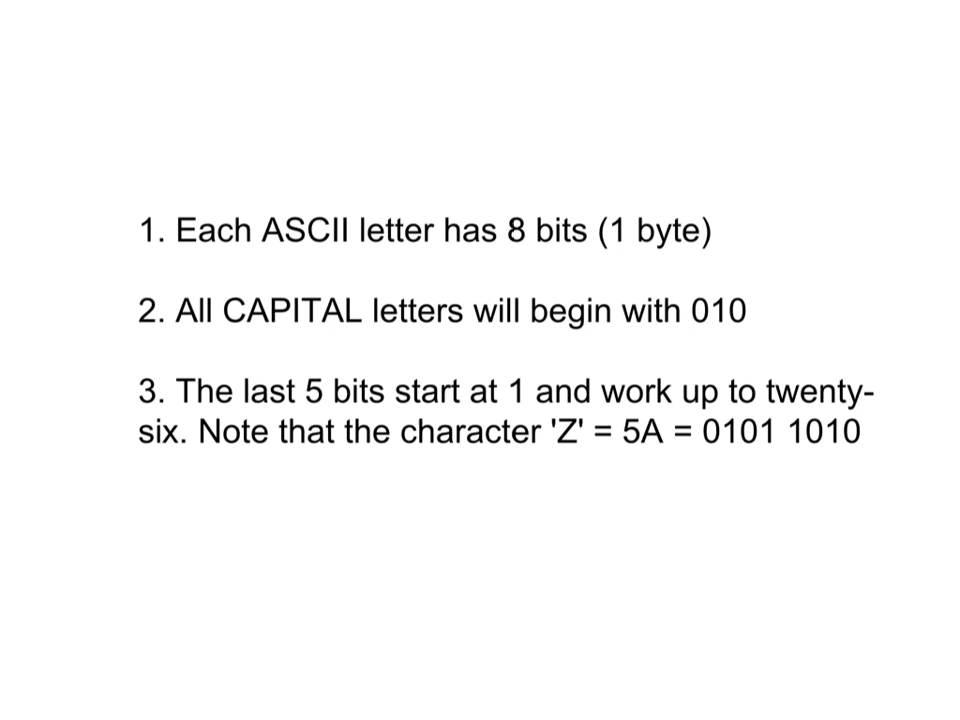 1. Each ASCII letter has 8 bits (1 byte)
2. All CAPITAL letters will begin with 010
3. The last 5 bits start at 1 and work up to twenty-
six. Note that the character 'Z' = 5A = 0101 1010